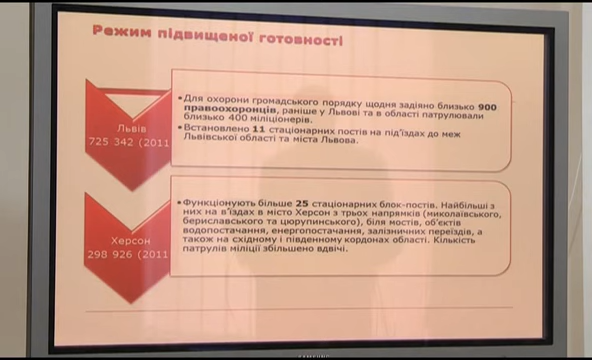 Режим підвищеної готовності
Львів
725 342 (2011
▪Для охорони громадського порядку щодня задіяно близько 900
правоохоронців, раніше у Львові та в області патрулювали
близько 400 міліціонерів.
▪Встановлено 11 стаціонарних постів на під'їздах до меж
Львівської області та міста Львова.
Херсон
298 926 (2011
▪Функціонують більше 25 стаціонарних блок-постів. Найбільші з
них на в'їздах в місто Херсон з трьох напрямків (миколаївського,
бериславського та цюрупинського), біля мостів, об'єктів
водопостачання, енергопостачання, залізничних переїздів, а
також на східному і південному кордонах області. Кількість
патрулів міліції збільшено вдвічі.
SAMSUNG